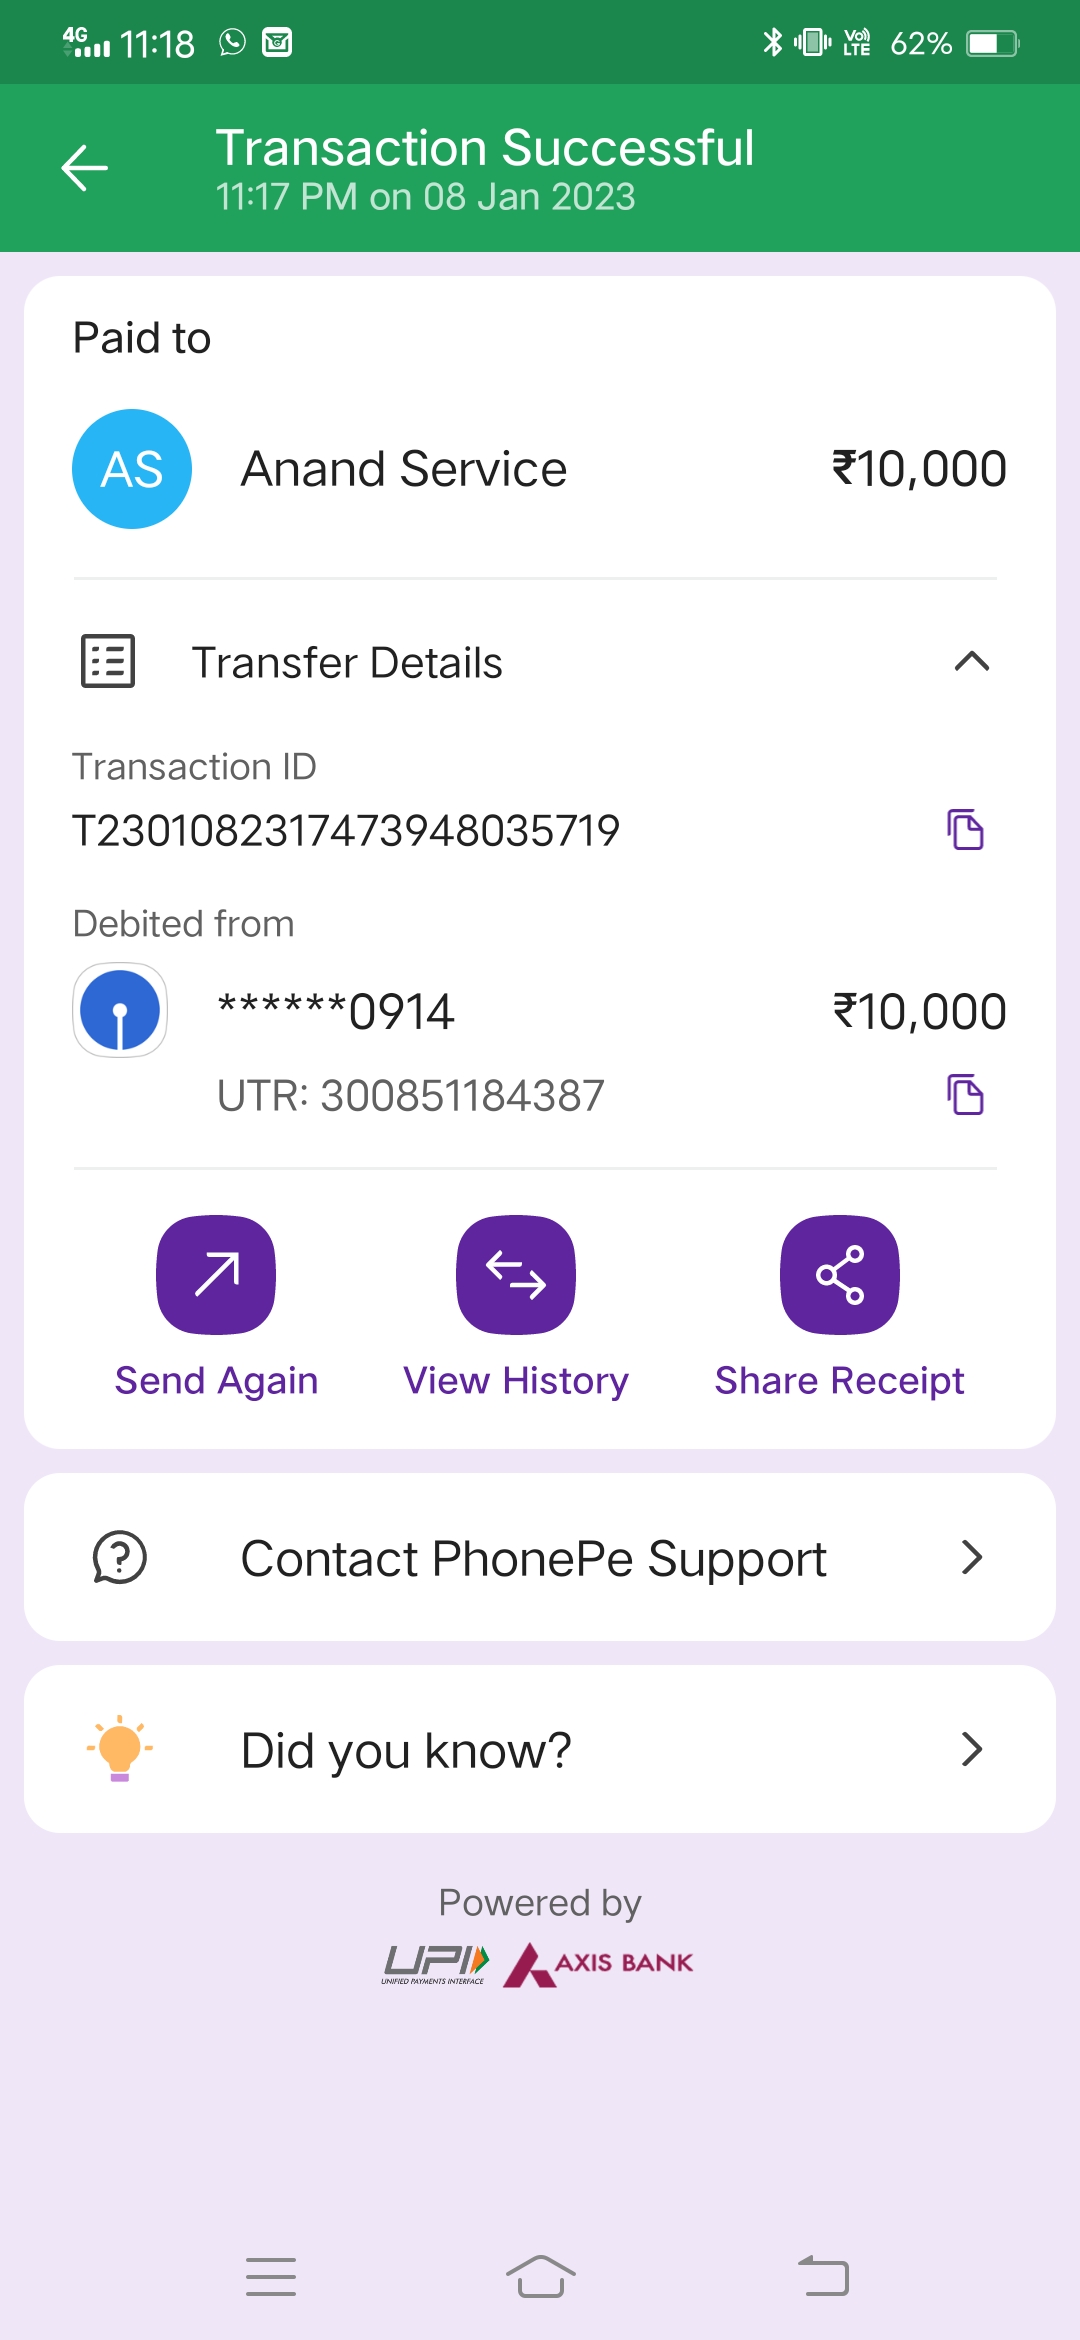 4G 11:18 Vo) LTE 62%
Transaction Successful
11:17 PM on 08 Jan 2023
Paid to
AS Anand Service ₹10,000
Transfer Details
Transaction ID
T2301082317473948035719
Debited from
******0914 ₹10,000
UTR: 300851184387
Send Again View History Share Receipt
Contact PhonePe Support
Did you know?
Powered by
UPI AXIS BANK
UNIFIED PAYMENTS INTERFACE